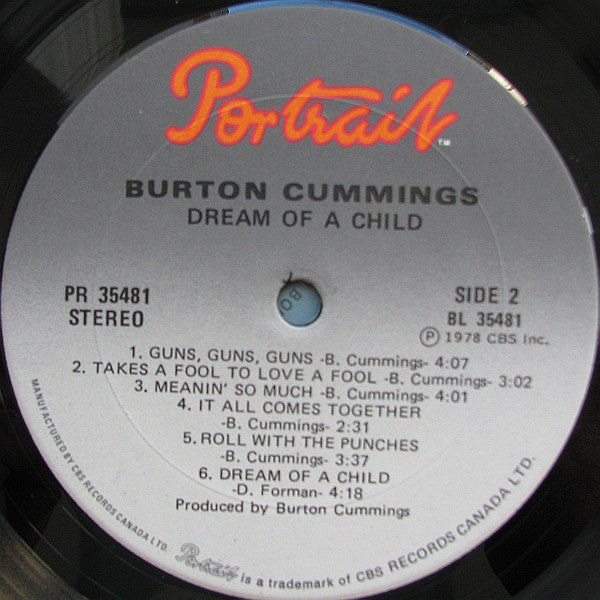 Portrait™
BURTON CUMMINGS
DREAM OF A CHILD
PR 35481
STEREO
SIDE 2
BL 35481
Ⓟ 1978 CBS Inc.
1. GUNS, GUNS, GUNS -B. Cummings- 4:07
2. TAKES A FOOL TO LOVE A FOOL -B. Cummings- 3:02
3. MEANIN' SO MUCH -B. Cummings- 4:01
4. IT ALL COMES TOGETHER
-B. Cummings- 2:31
5. ROLL WITH THE PUNCHES
-B. Cummings- 3:37
6. DREAM OF A CHILD
-D. Forman- 4:18
Produced by Burton Cummings
MANUFACTURED BY CBS RECORDS CANADA LTD. Portrait is a trademark of CBS RECORDS CANADA LTD.